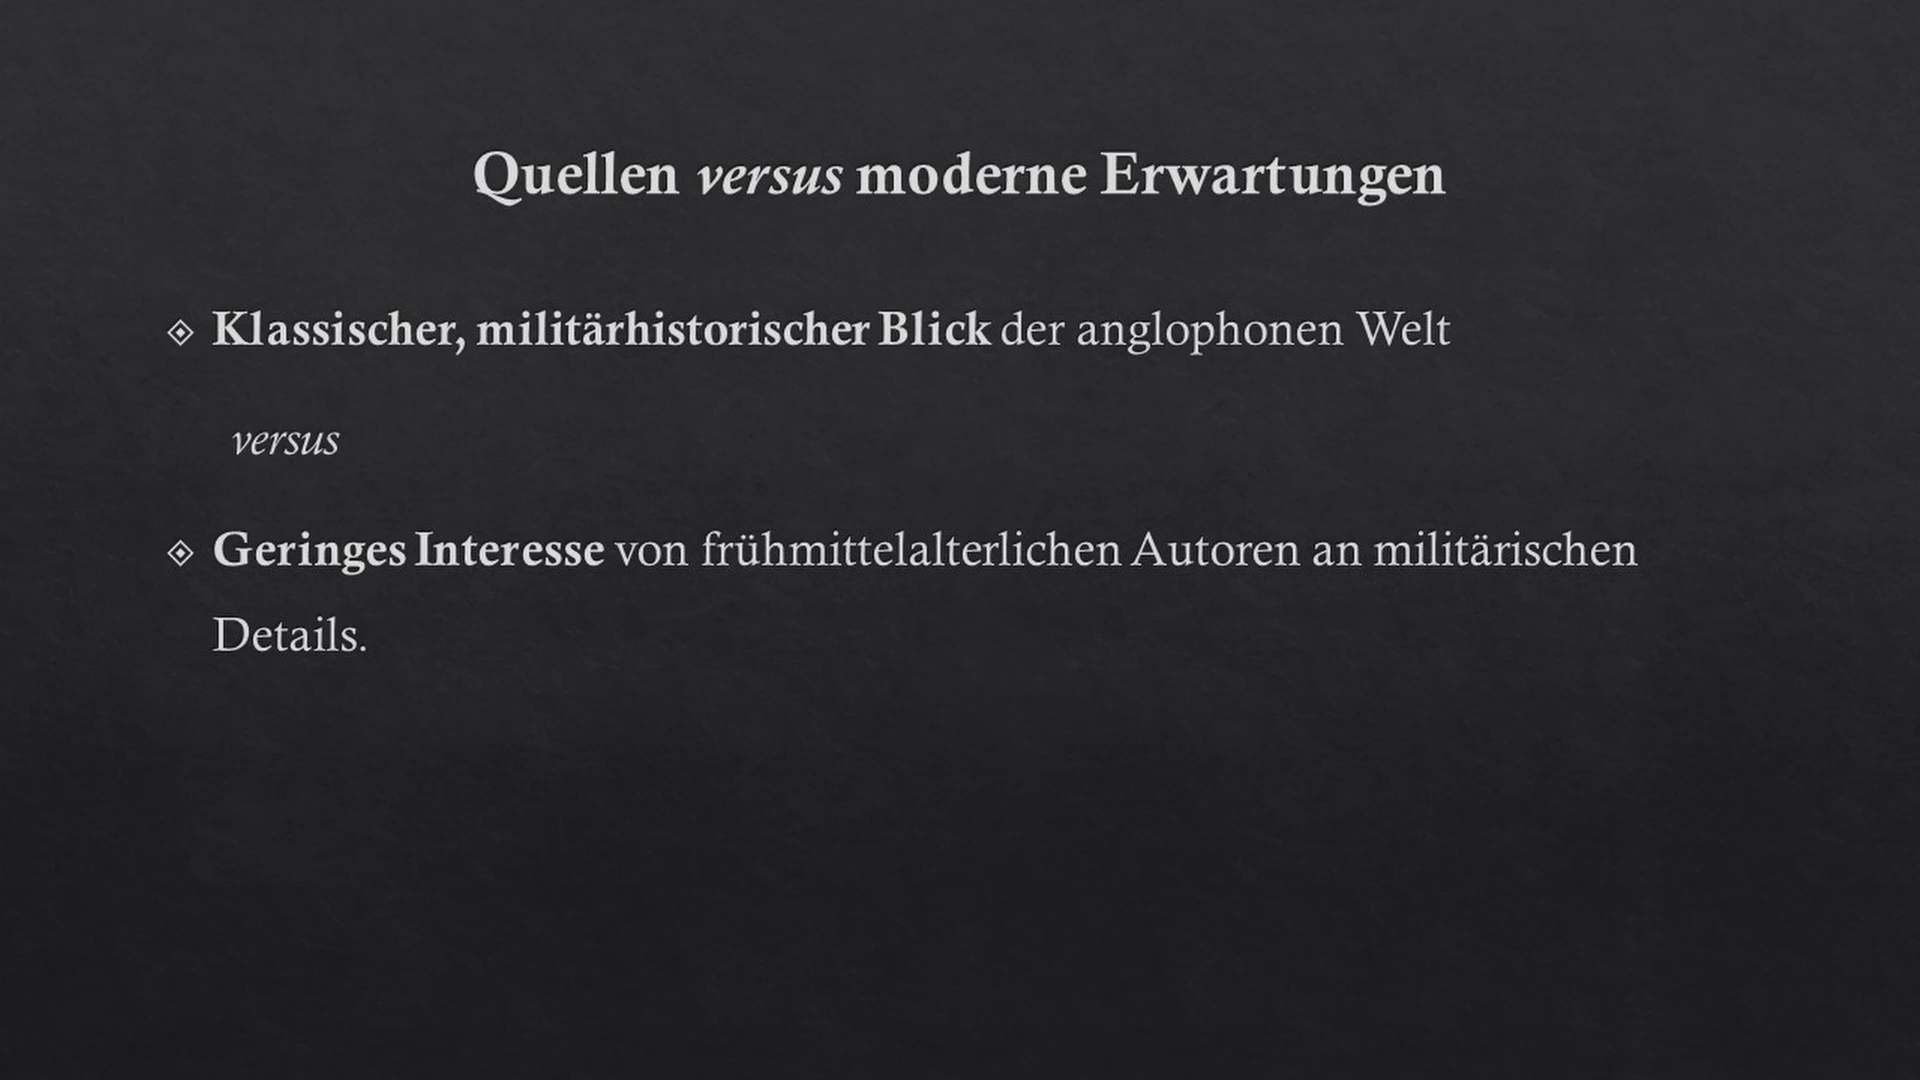 Quellen versus moderne Erwartungen
Klassischer, militärhistorischer Blick der anglophonen Welt
versus
Geringes Interesse von frühmittelalterlichen Autoren an militärischen
Details.